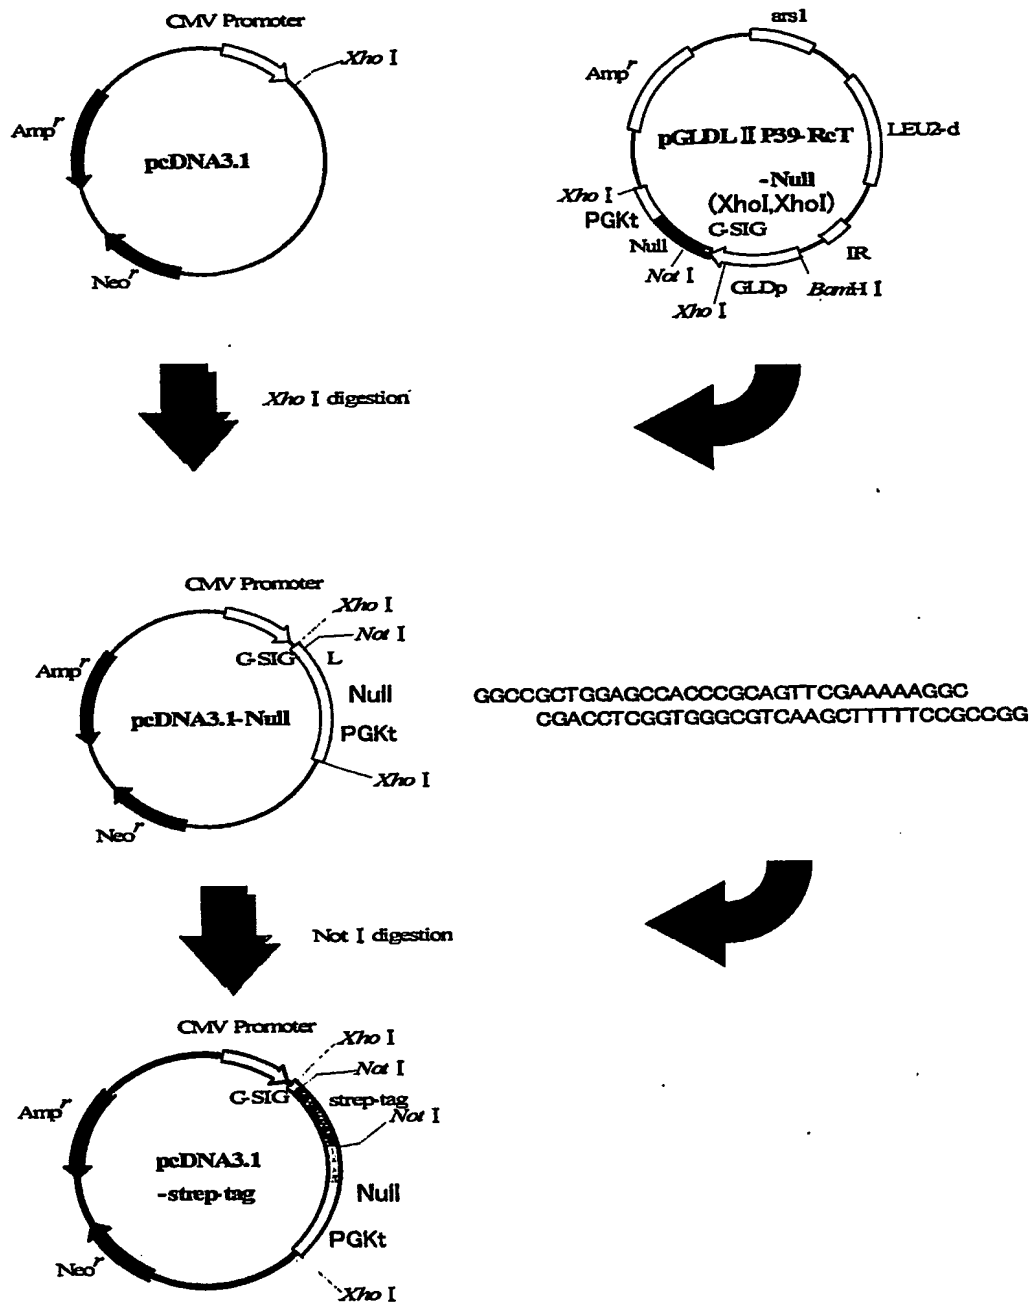 CMV Promoter
Xho I
Amp^r
pcDNA3.1
Neo^r
ars1
Amp^r
LEU2-d
pGLDLⅡP39-RcT
-Null
(XhoI,XhoI)
Xho I
PGKt
G-SIG
Null
IR
Not I
GLDp
BamH I
Xho I
Xho I digestion
CMV Promoter
Xho I
Not I
G-SIG
L
Amp^r
Null
pcDNA3.1-Null
PGKt
Xho I
Neo^r
GGCCGCTGGAGCCACCCGCAGTTCGAAAAAGGC
CGACCTCGGTGGGCGTCAAGCTTTTTCCGCCGG
Not I digestion
CMV Promoter
Xho I
Not I
G-SIG
strep-tag
Not I
Amp^r
pcDNA3.1
-strep-tag
Null
PGKt
Neo^r
Xho I